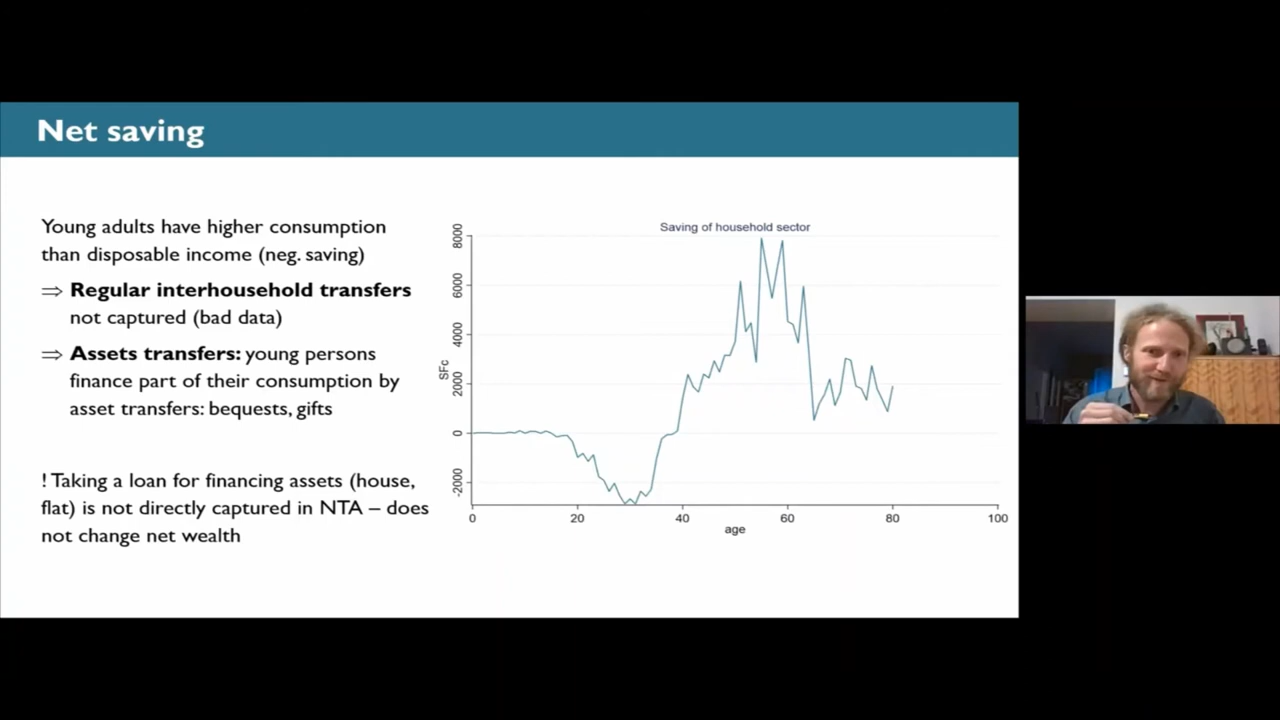 Net saving
Young adults have higher consumption
than disposable income (neg. saving)
⇒ Regular interhousehold transfers
not captured (bad data)
⇒ Assets transfers: young persons
finance part of their consumption by
asset transfers: bequests, gifts
! Taking a loan for financing assets (house,
flat) is not directly captured in NTA – does
not change net wealth
Saving of household sector
8000
6000
4000
2000
0
-2000
SFc
0 20 40 60 80 100
age